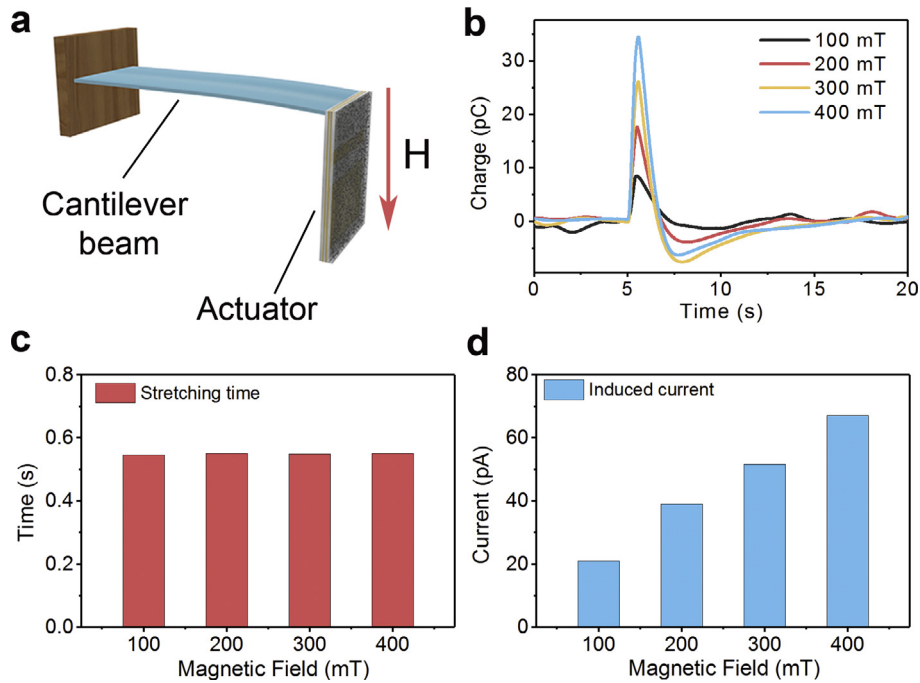 a
Cantilever
beam
Actuator
H
b
Charge (pC)
30
20
10
0
0
5
10
15
20
Time (s)
100 mT
200 mT
300 mT
400 mT
c
Time (s)
0.8
0.6
0.4
0.2
0.0
Stretching time
100
200
300
400
Magnetic Field (mT)
d
Current (pA)
80
60
40
20
0
Induced current
100
200
300
400
Magnetic Field (mT)